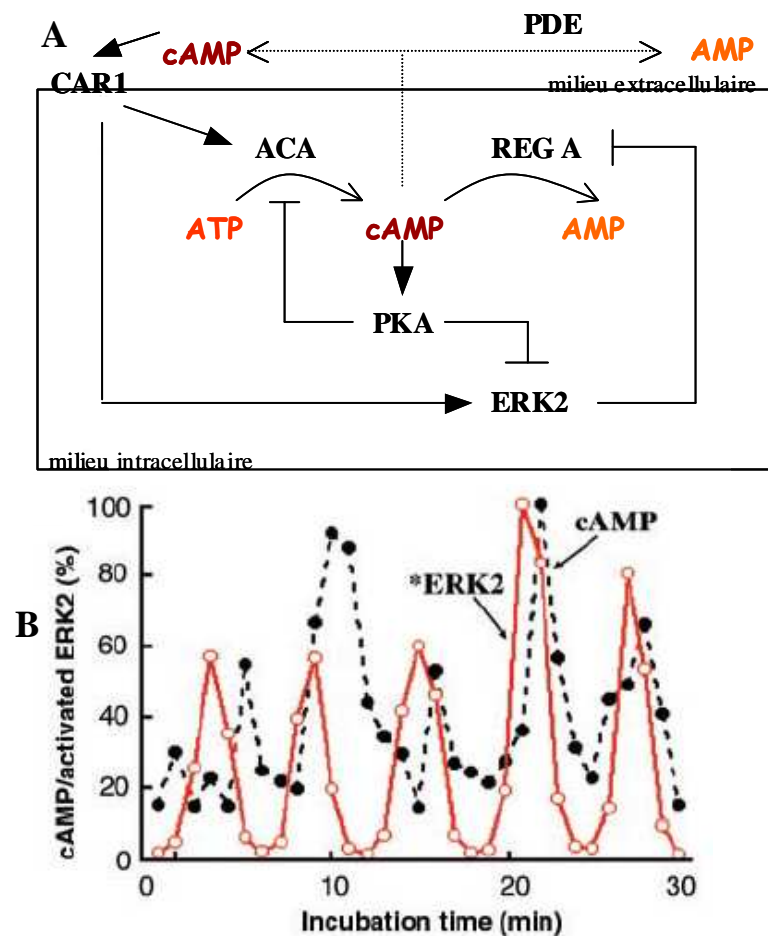 A
cAMP
PDE
AMP
CAR1
milieu extracellulaire
ACA
REG A
ATP
cAMP
AMP
PKA
ERK2
milieu intracellulaire
B
cAMP/activated ERK2 (%)
100
80
60
40
20
0
*ERK2
cAMP
0 10 20 30
Incubation time (min)